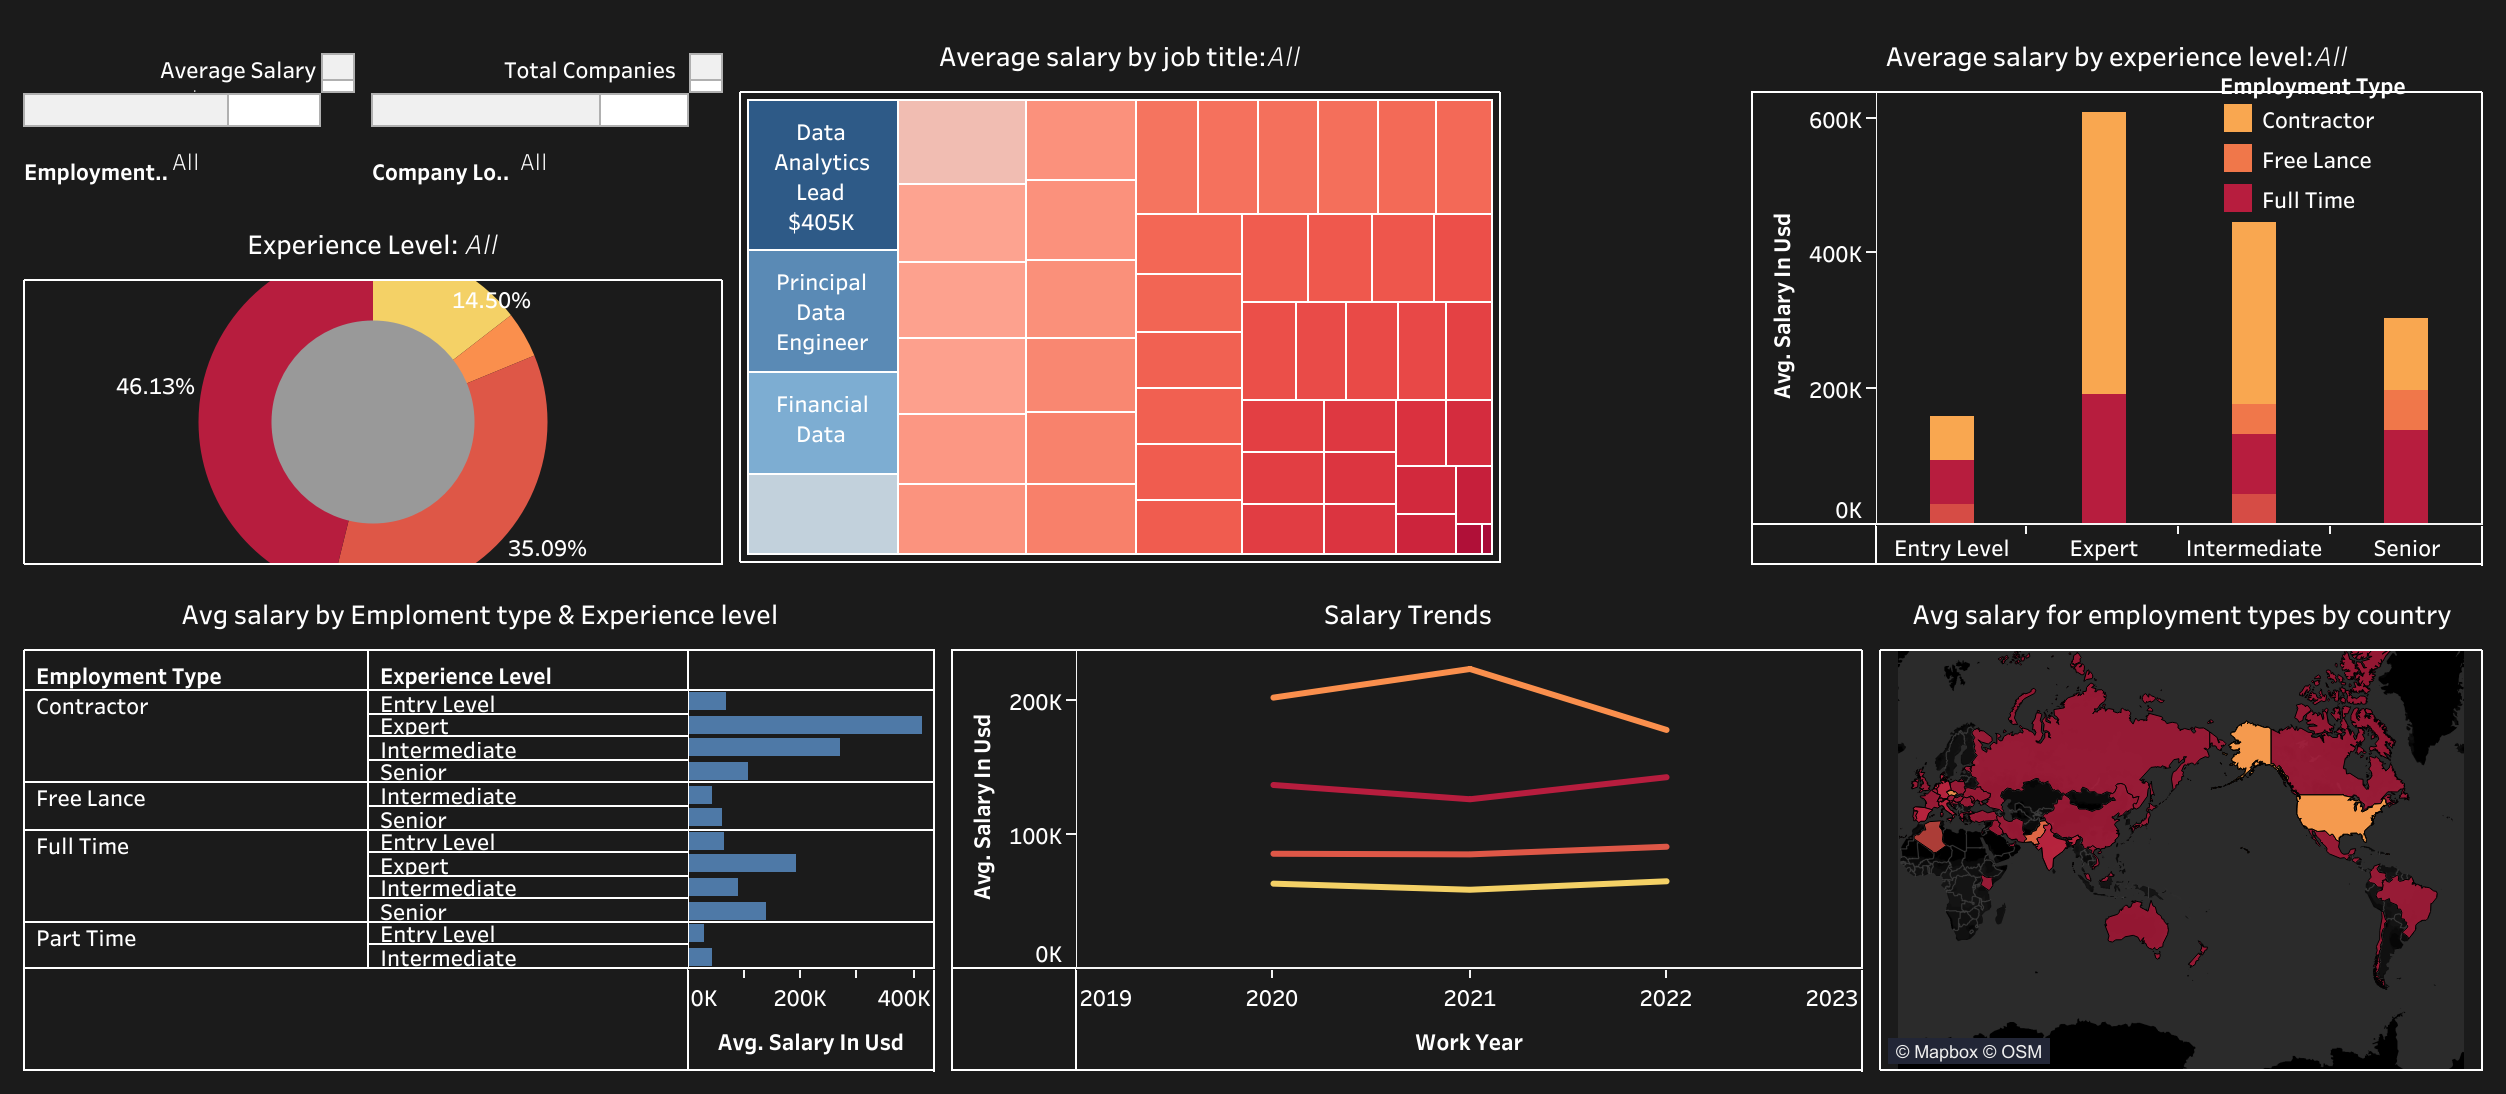 Average Salary
Total Companies
Employment.. All
Company Lo.. All
Experience Level: All
14.50%
46.13%
35.09%
Average salary by job title:All
Data
Analytics
Lead
$405K
Principal
Data
Engineer
Financial
Data
Average salary by experience level:All
Employment Type
Contractor
Free Lance
Full Time
Avg. Salary In Usd
600K
400K
200K
0K
Entry Level
Expert
Intermediate
Senior
Avg salary by Emploment type & Experience level
Employment Type Experience Level
Contractor Entry Level
Expert
Intermediate
Senior
Free Lance Intermediate
Senior
Full Time Entry Level
Expert
Intermediate
Senior
Part Time Entry Level
Intermediate
0K 200K 400K
Avg. Salary In Usd
Salary Trends
Avg. Salary In Usd
200K
100K
0K
2019 2020 2021 2022 2023
Work Year
Avg salary for employment types by country
© Mapbox © OSM